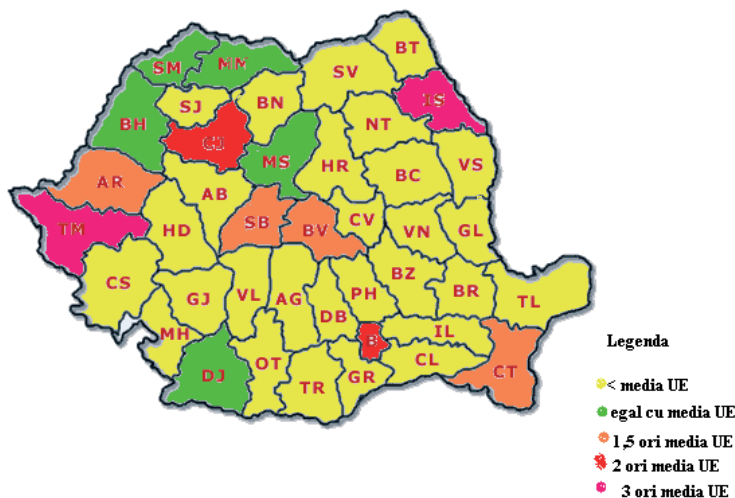 BT
SM
MM
SV
IS
SJ
BN
BH
NT
CJ
MS
HR
VS
BC
AR
AB
SB
BV
CV
TM
HD
VN
GL
CS
BZ
GJ
VL
AG
PH
BR
TL
DB
MH
IL
B
OT
CL
DJ
GR
CT
TR
Legenda
< media UE
egal cu media UE
1,5 ori media UE
2 ori media UE
3 ori media UE